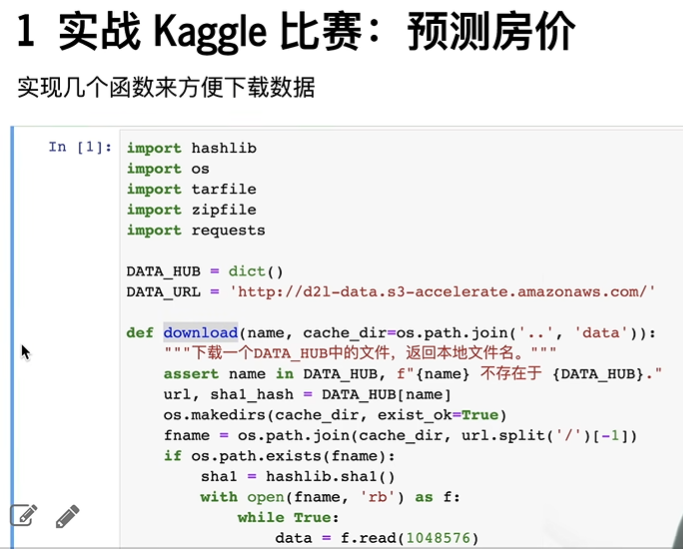 1 实战 Kaggle 比赛：预测房价
实现几个函数来方便下载数据
In [1]: import hashlib
import os
import tarfile
import zipfile
import requests
DATA_HUB = dict()
DATA_URL = 'http://d2l-data.s3-accelerate.amazonaws.com/'
def download(name, cache_dir=os.path.join('..', 'data')):
"""下载一个DATA_HUB中的文件，返回本地文件名。"""
assert name in DATA_HUB, f"{name} 不存在于 {DATA_HUB}."
url, sha1_hash = DATA_HUB[name]
os.makedirs(cache_dir, exist_ok=True)
fname = os.path.join(cache_dir, url.split('/')[-1])
if os.path.exists(fname):
sha1 = hashlib.sha1()
with open(fname, 'rb') as f:
while True:
data = f.read(1048576)